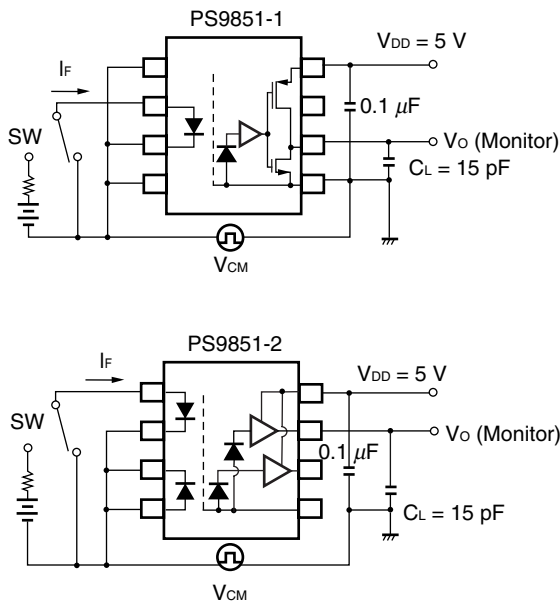 PS9851-1
VDD = 5 V
IF
0.1 μF
SW
VO (Monitor)
CL = 15 pF
VCM
PS9851-2
IF
VDD = 5 V
SW
VO (Monitor)
0.1 μF
CL = 15 pF
VCM